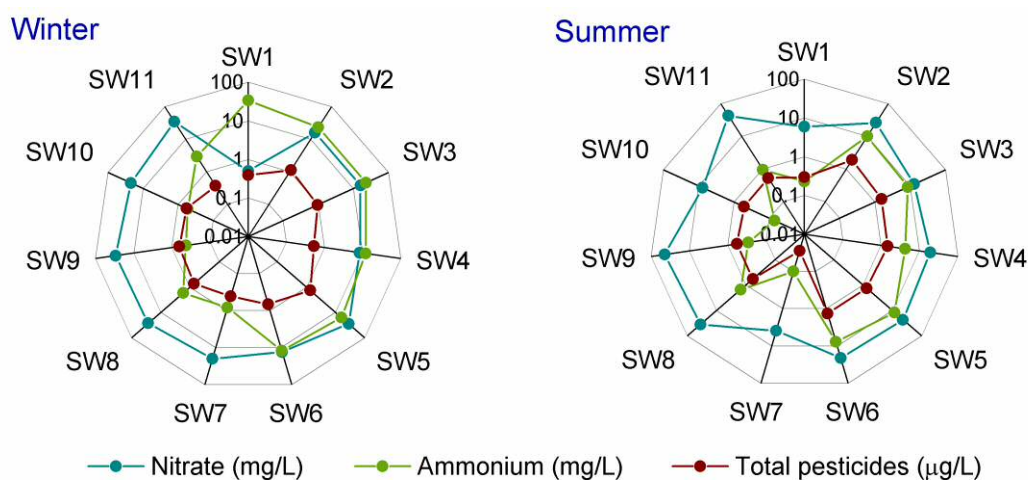 Winter
SW1
SW2
SW3
SW4
SW5
SW6
SW7
SW8
SW9
SW10
SW11
100
10
1
0.1
0.01
Summer
SW1
SW2
SW3
SW4
SW5
SW6
SW7
SW8
SW9
SW10
SW11
100
10
1
0.1
0.01
Nitrate (mg/L) Ammonium (mg/L) Total pesticides (µg/L)